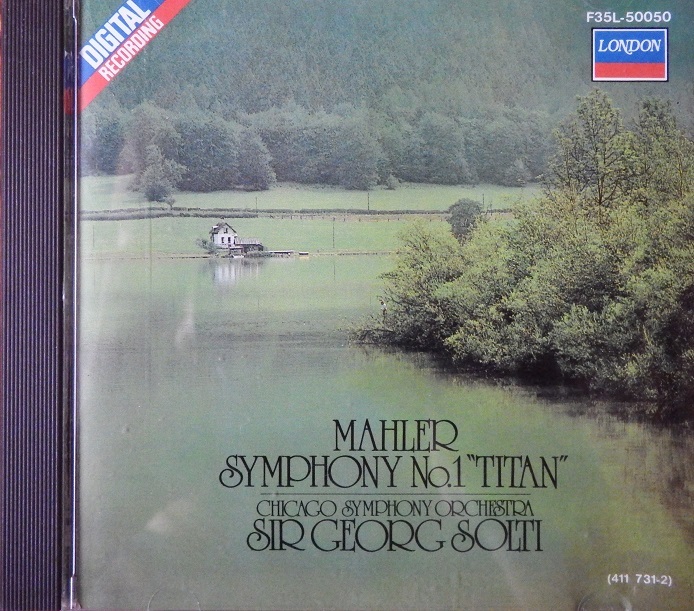 DIGITAL
RECORDING
F35L-50050
LONDON
MAHLER
SYMPHONY No.1 "TITAN"
CHICAGO SYMPHONY ORCHESTRA
SIR GEORG SOLTI
(411 731-2)